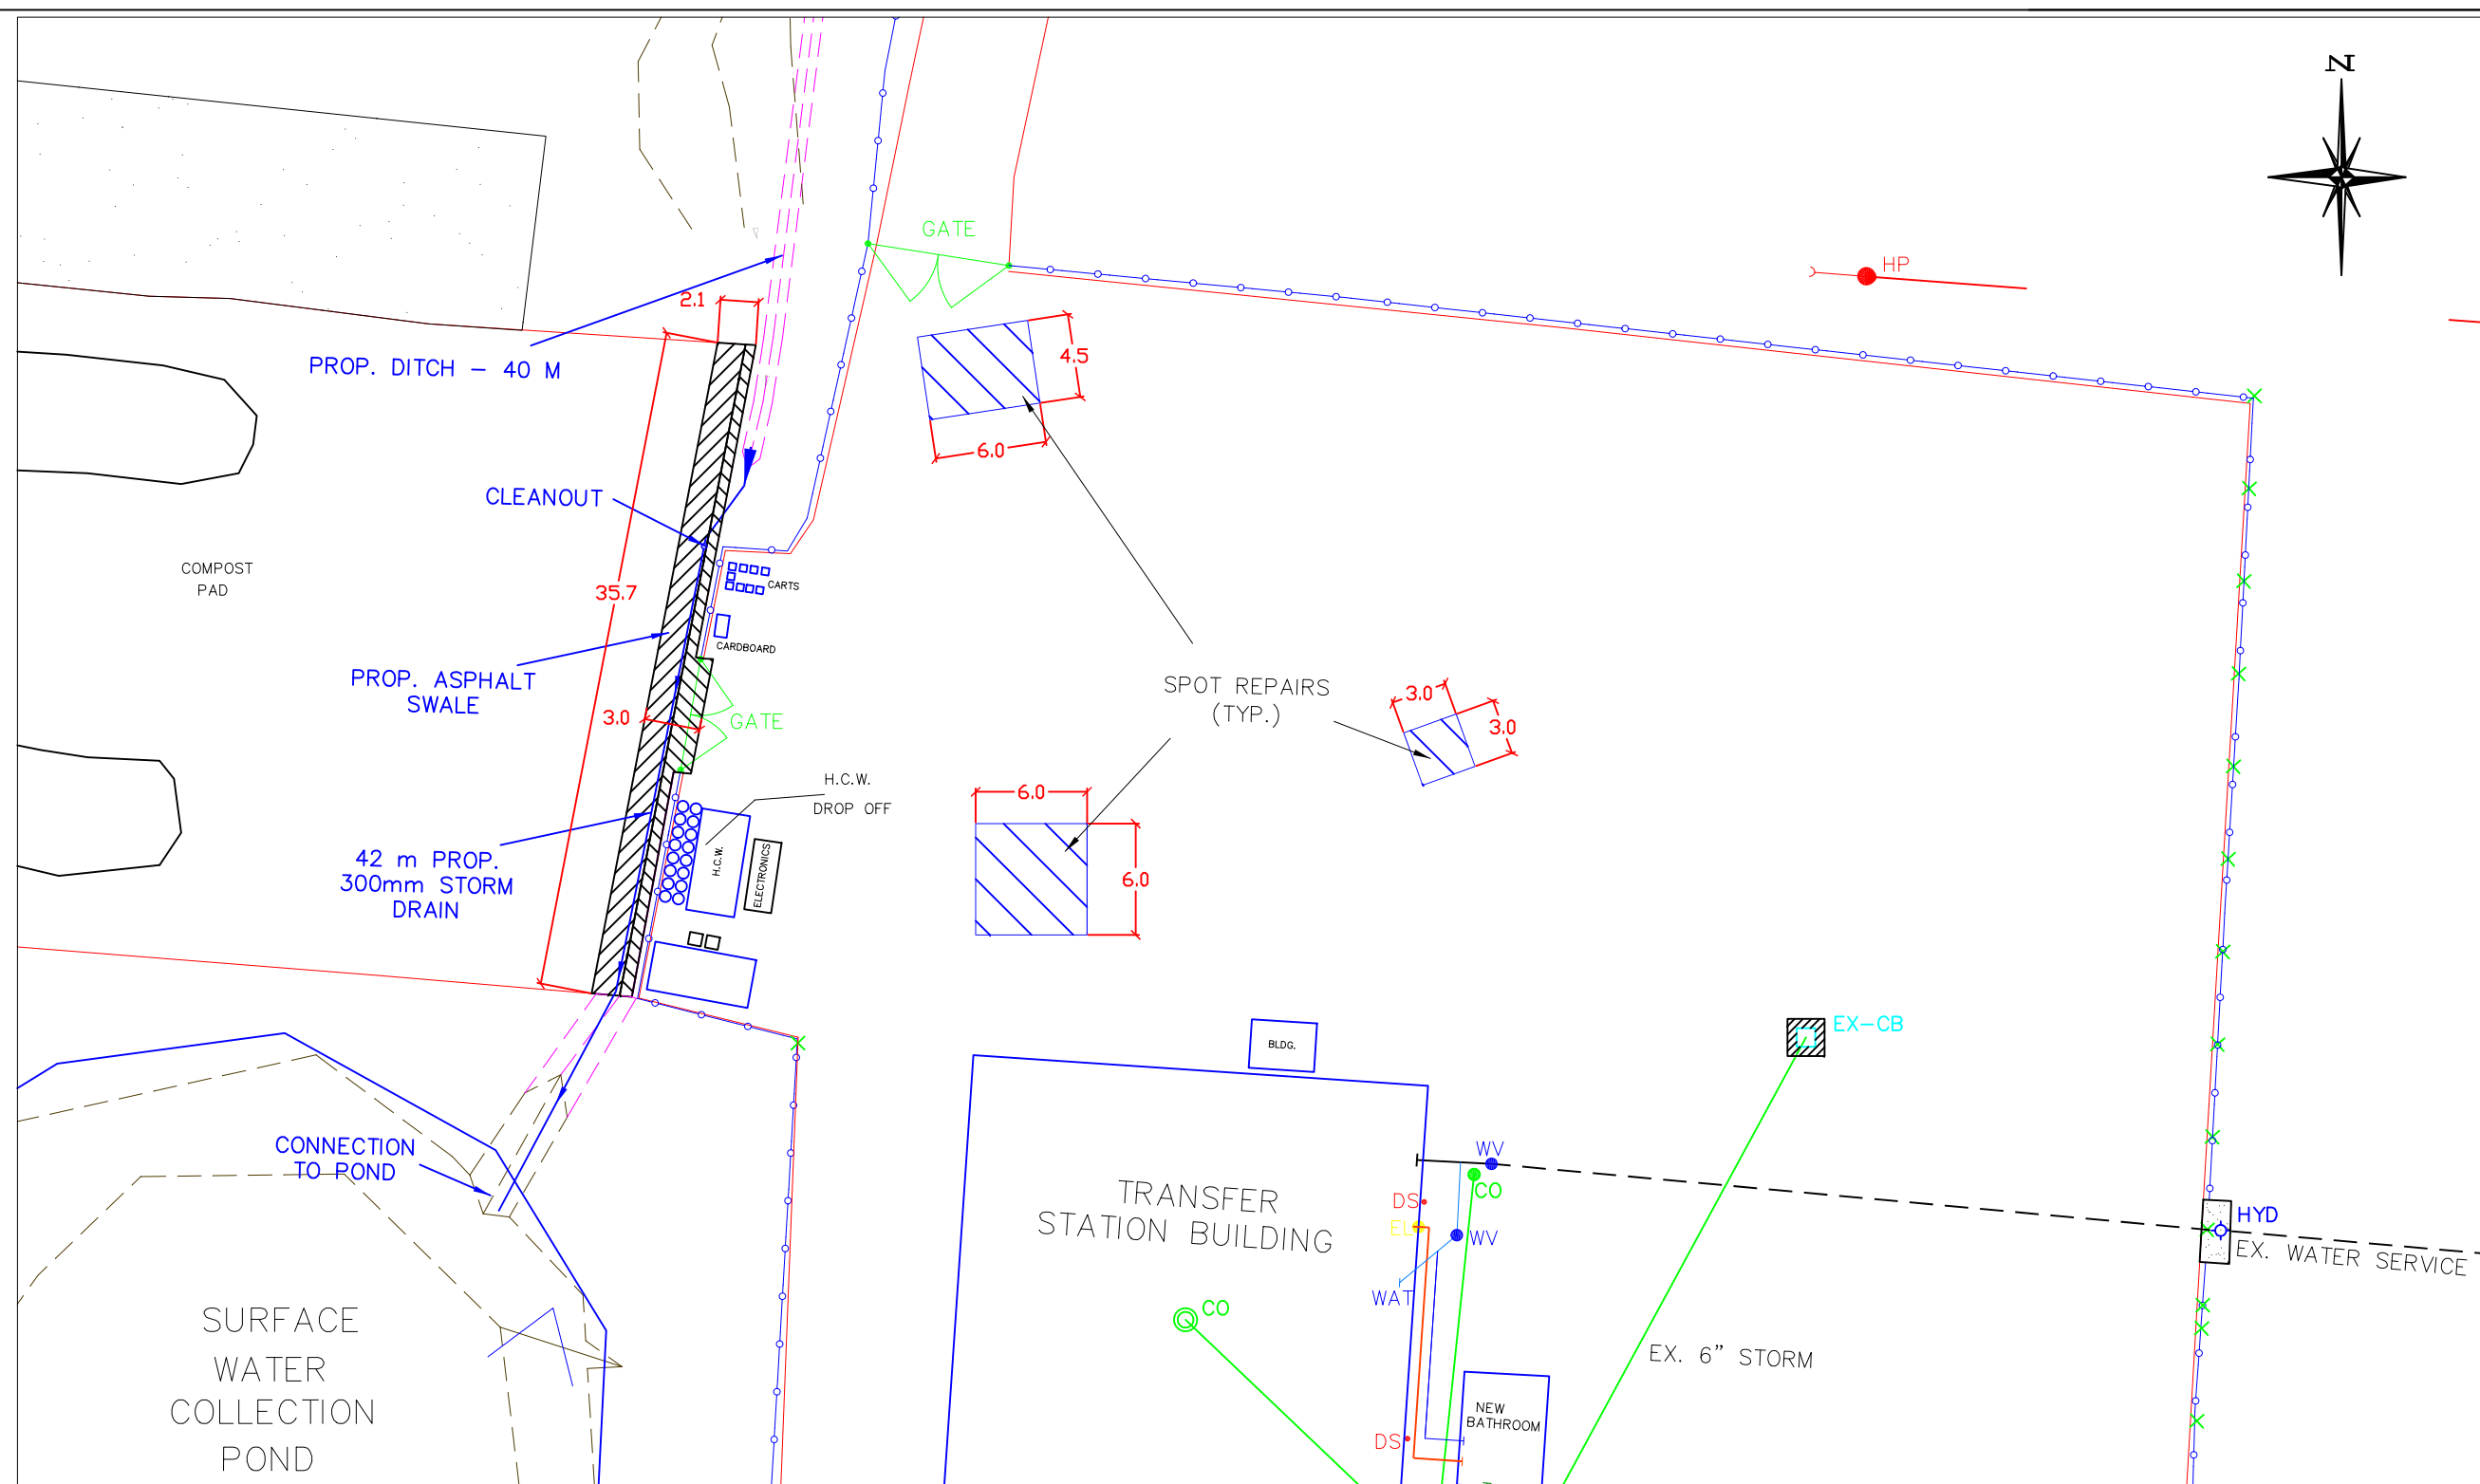 N
GATE
HP
2.1
4.5
PROP. DITCH - 40 M
6.0
CLEANOUT
COMPOST
PAD
35.7
CARTS
CARDBOARD
PROP. ASPHALT
SWALE
3.0
GATE
SPOT REPAIRS
(TYP.)
3.0
3.0
H.C.W.
DROP OFF
6.0
6.0
H.C.W.
ELECTRONICS
42 m PROP.
300mm STORM
DRAIN
EX-CB
BLDG.
CONNECTION
TO POND
WV
CO
DS
TRANSFER
STATION BUILDING
WV
HYD
EX. WATER SERVICE
WAT
CO
SURFACE
WATER
COLLECTION
POND
EX. 6" STORM
NEW
BATHROOM
DS